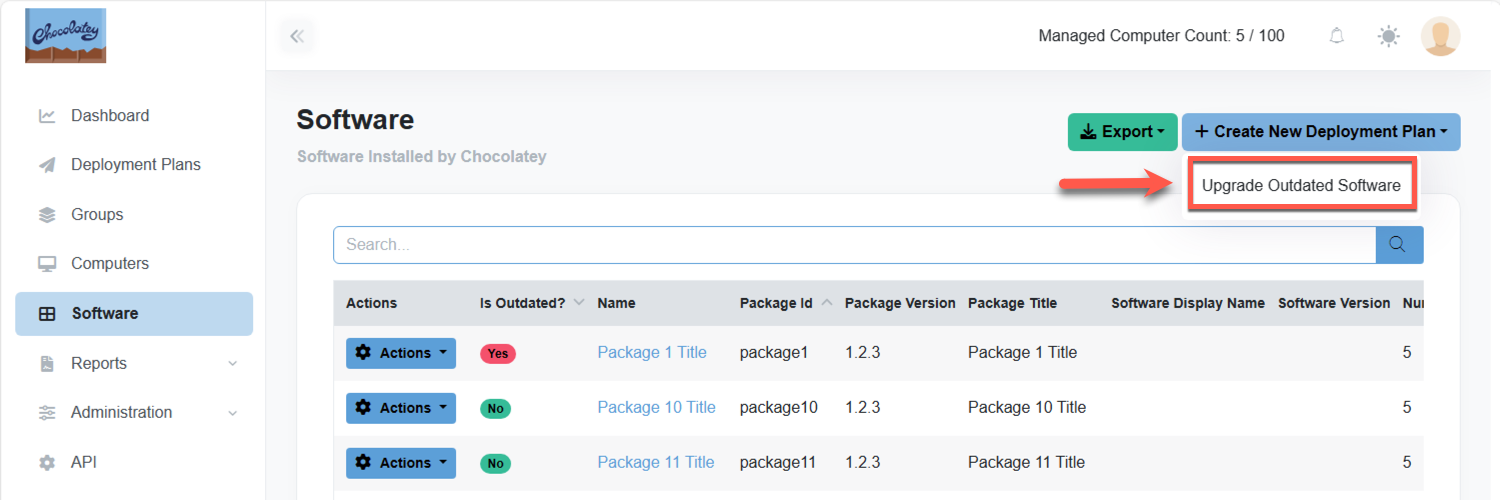 Chocolatey
Managed Computer Count: 5 / 100
Dashboard
Deployment Plans
Groups
Computers
Software
Reports
Administration
API
Software
Software Installed by Chocolatey
Export
+ Create New Deployment Plan
Upgrade Outdated Software
Search...
Actions Is Outdated? Name Package Id Package Version Package Title Software Display Name Software Version
Actions Yes Package 1 Title package1 1.2.3 Package 1 Title 5
Actions No Package 10 Title package10 1.2.3 Package 10 Title 5
Actions No Package 11 Title package11 1.2.3 Package 11 Title 5